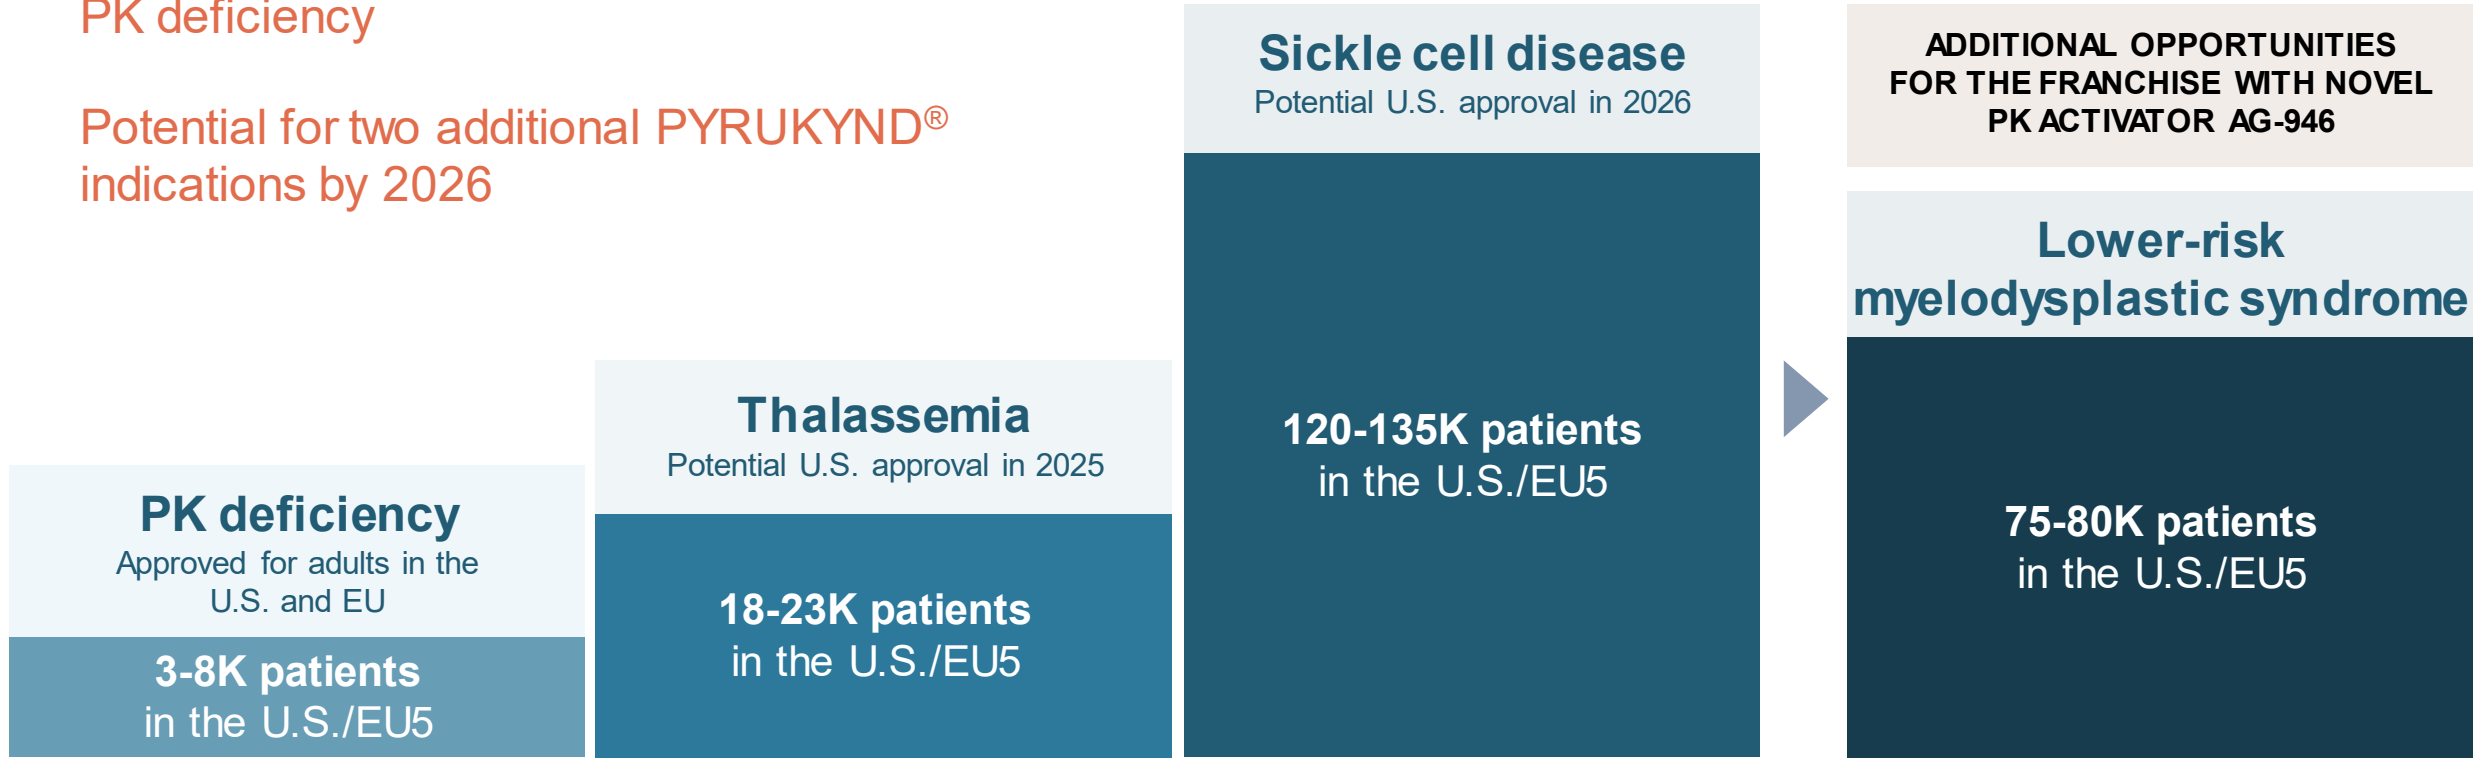 PK deficiency
Potential for two additional PYRUKYND®
indications by 2026
PK deficiency
Approved for adults in the
U.S. and EU
3-8K patients
in the U.S./EU5
Thalassemia
Potential U.S. approval in 2025
18-23K patients
in the U.S./EU5
Sickle cell disease
Potential U.S. approval in 2026
120-135K patients
in the U.S./EU5
ADDITIONAL OPPORTUNITIES
FOR THE FRANCHISE WITH NOVEL
PK ACTIVATOR AG-946
Lower-risk
myelodysplastic syndrome
75-80K patients
in the U.S./EU5